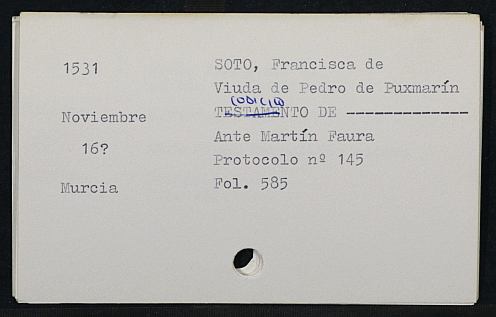 1531
SOTO, Francisca de
Viuda de Pedro de Puxmarín
CODICILO
TESTAMENTO DE -------------
Noviembre
Ante Martín Faura
16?
Protocolo nº 145
Murcia
Fol. 585